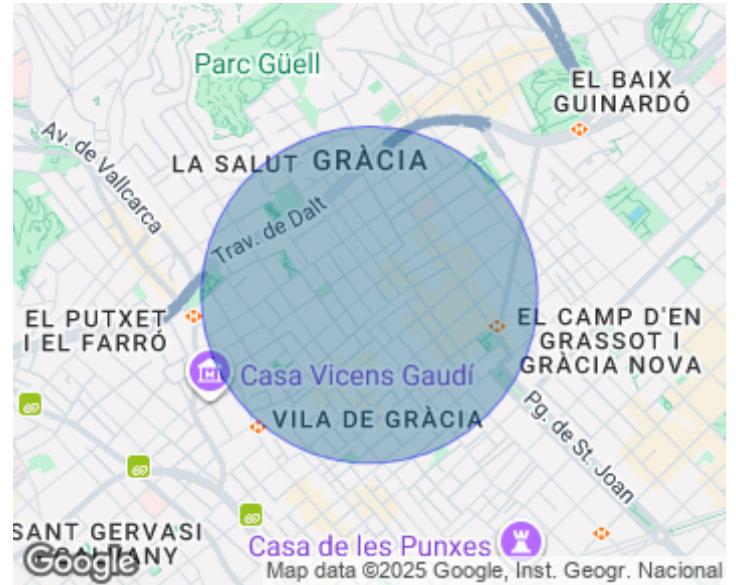 Parc Güell
EL BAIX
GUINARDÓ
Av. de Vallcarca
LA SALUT
GRÀCIA
Trav. de Dalt
EL PUTXET
I EL FARRÓ
EL CAMP D'EN
GRASSOT I
GRÀCIA NOVA
Casa Vicens Gaudí
VILA DE GRÀCIA
Pg. de St. Joan
SANT GERVASI
Casa de les Punxes
Google
Map data ©2025 Google, Inst. Geogr. Nacional